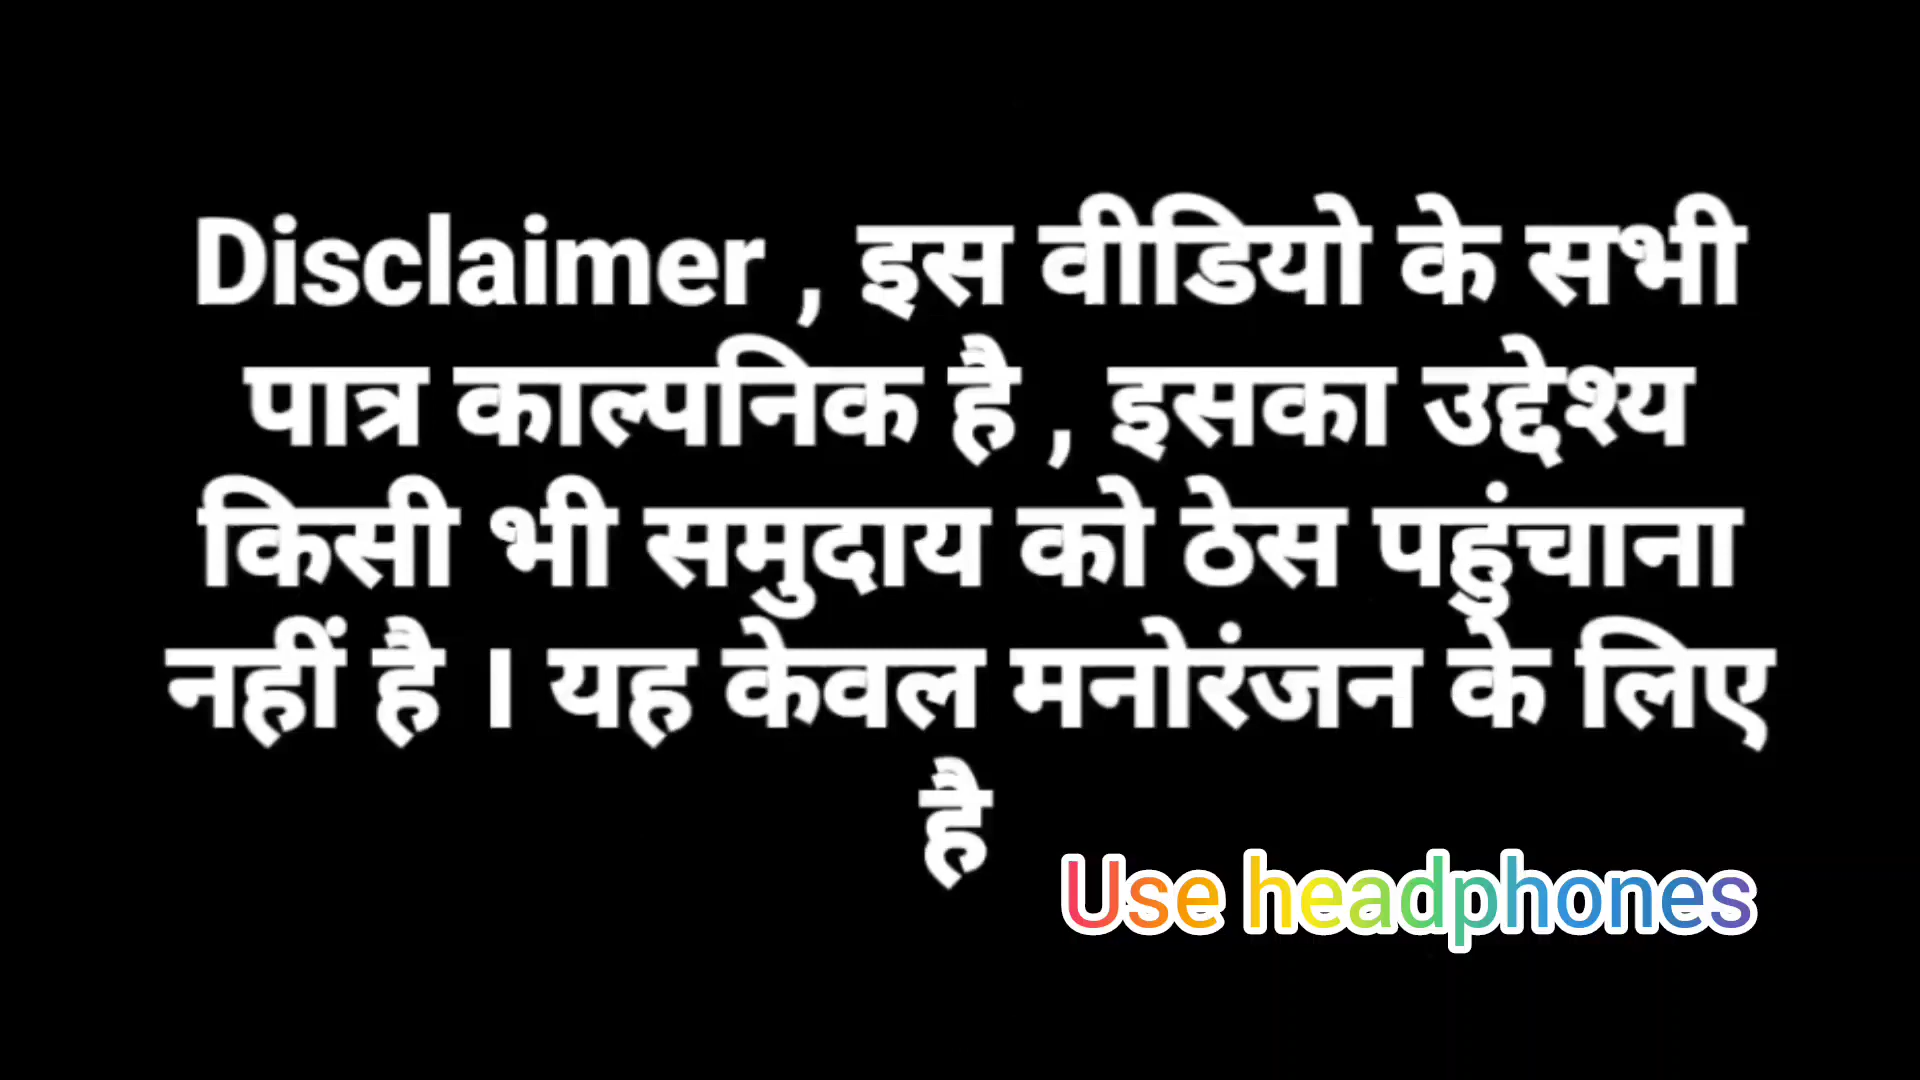 Disclaimer , इस वीडियो के सभी
पात्र काल्पनिक है , इसका उद्देश्य
किसी भी समुदाय को ठेस पहुंचाना
नहीं है । यह केवल मनोरंजन के लिए
है
Use headphones